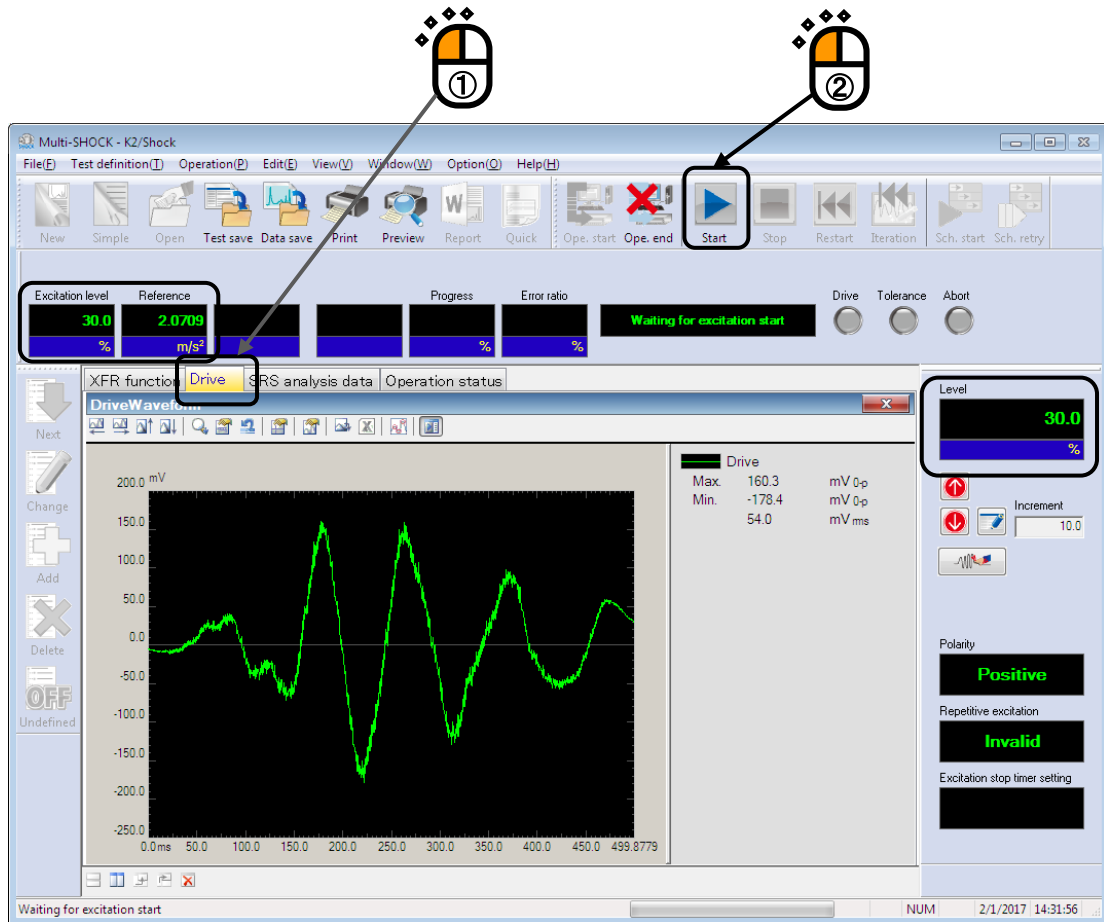 ① ②
Multi-SHOCK - K2/Shock
File(F) Test definition(T) Operation(P) Edit(E) View(V) Window(W) Option(O) Help(H)
New Simple Open Test save Data save Print Preview Report Quick Ope. start Ope. end Start Stop Restart Iteration Sch. start Sch. retry
Excitation level Reference Progress Error ratio Drive Tolerance Abort
30.0 2.0709 Waiting for excitation start
% m/s² % %
XFR function Drive SRS analysis data Operation status
DriveWaveform
Next
Change
Add
Delete
OFF
Undefined
200.0 mV
150.0
100.0
50.0
0.0
-50.0
-100.0
-150.0
-200.0
-250.0
0.0ms 50.0 100.0 150.0 200.0 250.0 300.0 350.0 400.0 450.0 499.8779
Drive
Max. 160.3 mV 0-p
Min. -178.4 mV 0-p
54.0 mV rms
Level
30.0
%
Increment
10.0
Polarity
Positive
Repetitive excitation
Invalid
Excitation stop timer setting
Waiting for excitation start NUM 2/1/2017 14:31:56